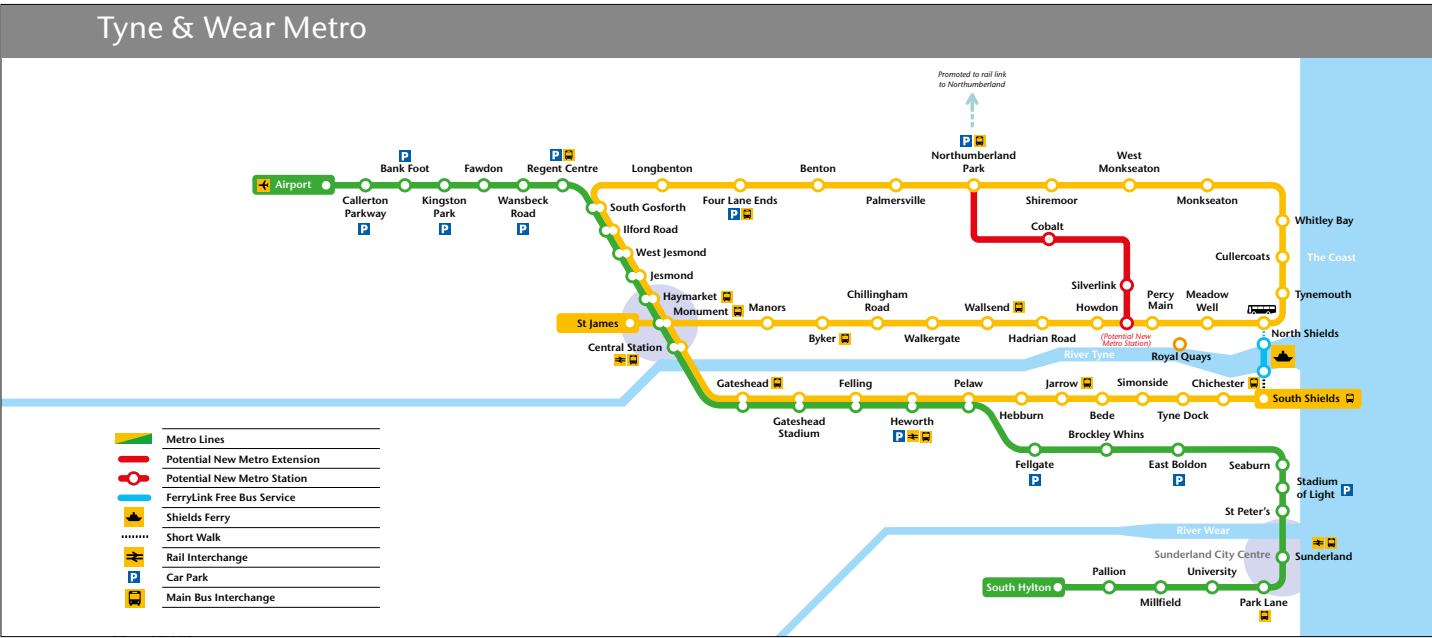 Tyne & Wear Metro
Promoted to rail link
to Northumberland
Airport
Callerton
Parkway
P
P
Bank Foot
Kingston
Park
P
Fawdon
Wansbeck
Road
P
P
Regent Centre
South Gosforth
Ilford Road
West Jesmond
Jesmond
Haymarket
Monument
St James
Central Station
Longbenton
Four Lane Ends
P
Benton
Palmersville
P
Northumberland
Park
Shiremoor
West
Monkseaton
Monkseaton
Whitley Bay
Cullercoats
The Coast
Tynemouth
Cobalt
Silverlink
Manors
Byker
Chillingham
Road
Walkergate
Wallsend
Hadrian Road
Howdon
(Potential New
Metro Station)
Percy
Main
Meadow
Well
North Shields
Royal Quays
River Tyne
Gateshead
Gateshead
Stadium
Felling
Heworth
P
Pelaw
Hebburn
Jarrow
Bede
Simonside
Tyne Dock
Chichester
South Shields
Fellgate
P
Brockley Whins
East Boldon
P
Seaburn
Stadium
of Light
P
St Peter's
River Wear
Sunderland City Centre
Sunderland
Park Lane
University
Millfield
Pallion
South Hylton
Metro Lines
Potential New Metro Extension
Potential New Metro Station
FerryLink Free Bus Service
Shields Ferry
Short Walk
Rail Interchange
P
Car Park
Main Bus Interchange